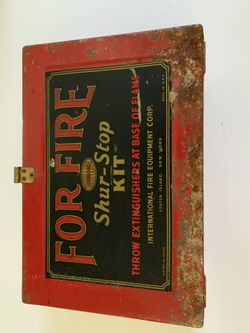 FOR FIRE
Shur-Stop
KIT
THROW EXTINGUISHERS AT BASE OF FLAME
INTERNATIONAL FIRE EQUIPMENT CORP.
STATEN ISLAND, NEW YORK